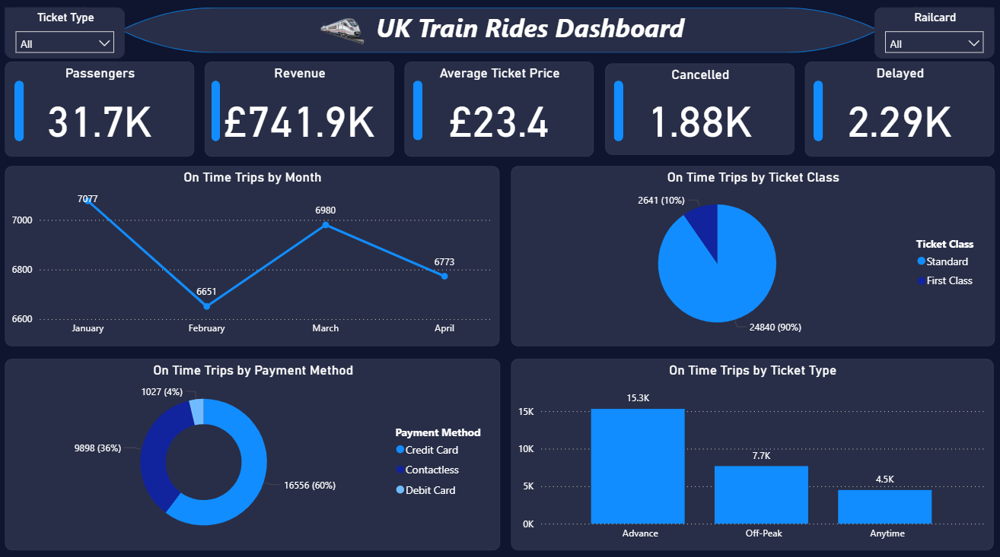 Ticket Type
All
UK Train Rides Dashboard
Railcard
All
Passengers
31.7K
Revenue
£741.9K
Average Ticket Price
£23.4
Cancelled
1.88K
Delayed
2.29K
On Time Trips by Month
7077
7000
6980
6800
6773
6651
6600
January February March April
On Time Trips by Ticket Class
2641 (10%)
24840 (90%)
Ticket Class
Standard
First Class
On Time Trips by Payment Method
1027 (4%)
9898 (36%)
16556 (60%)
Payment Method
Credit Card
Contactless
Debit Card
On Time Trips by Ticket Type
15.3K
15K
10K
7.7K
5K
4.5K
0K
Advance Off-Peak Anytime